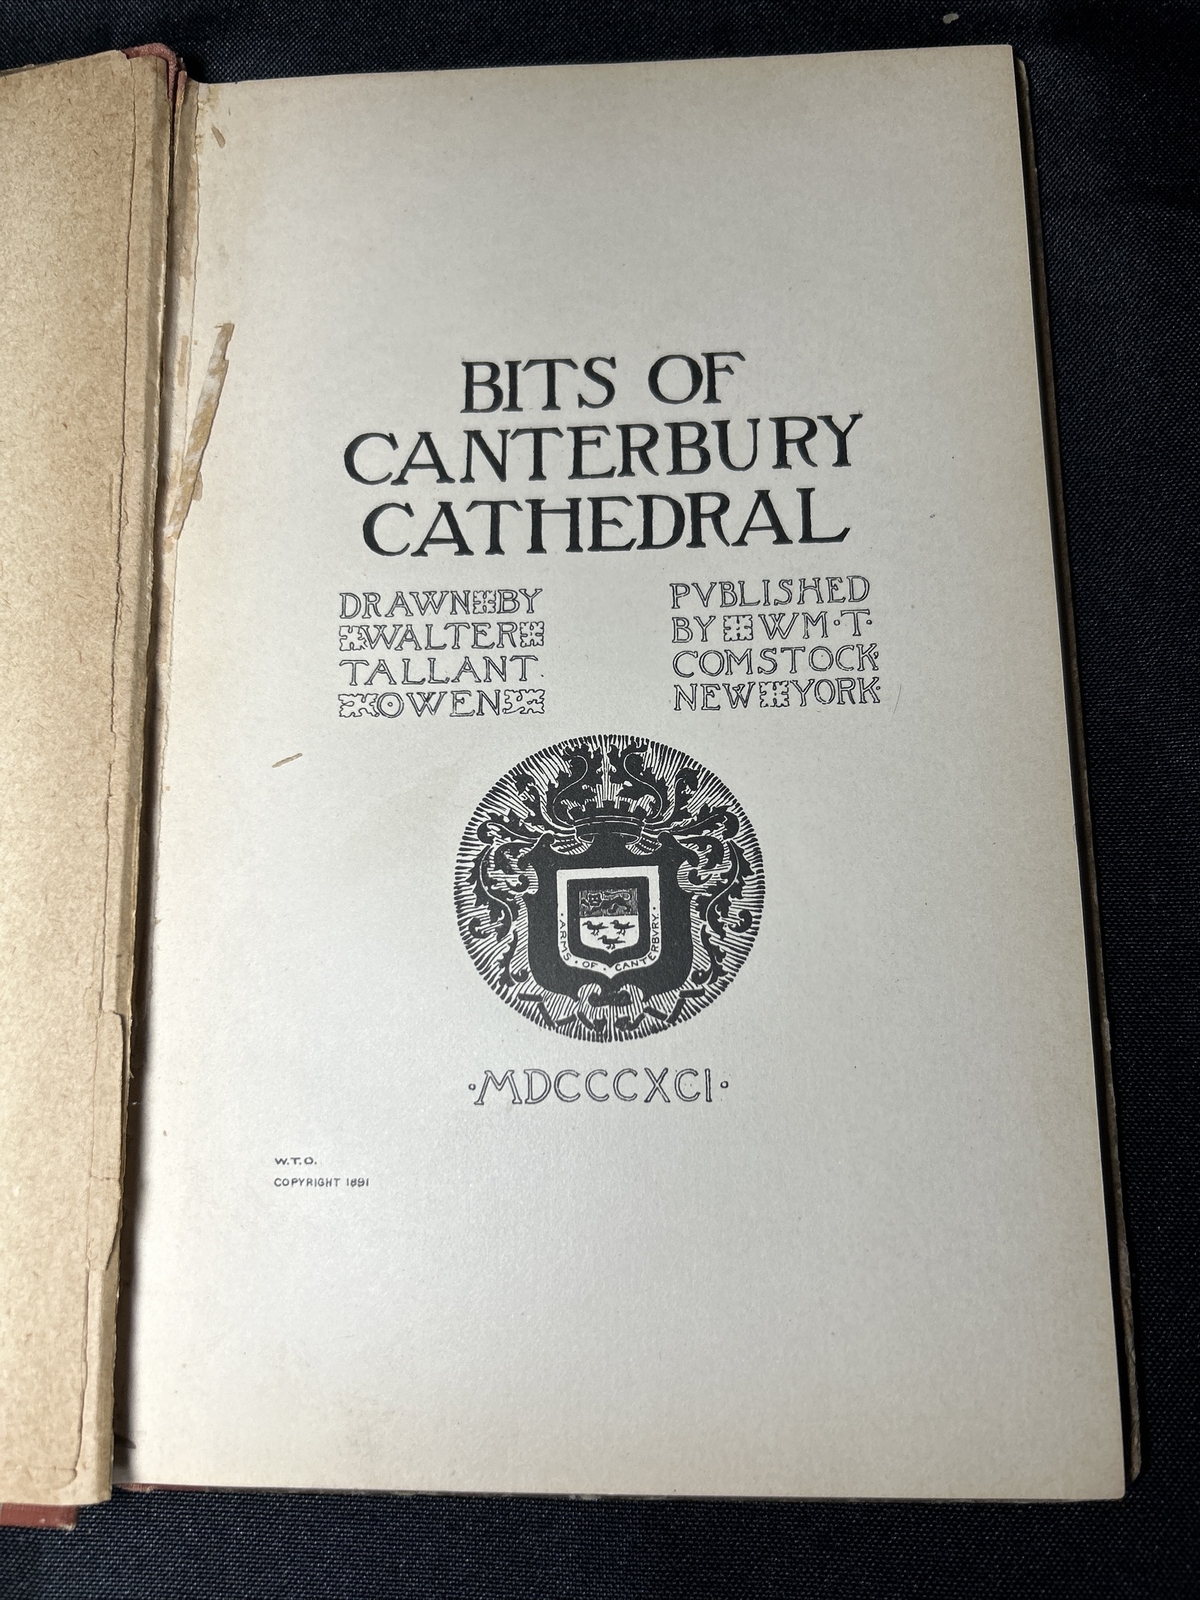 BITS OF
CANTERBURY
CATHEDRAL
DRAWN BY
WALTER
TALLANT
OWEN
PVBLISHED
BY WM·T·
COMSTOCK
NEW YORK
·ARMS·OF·CANTERBVRY·
·MDCCCXCI·
W.T.O.
COPYRIGHT 1891